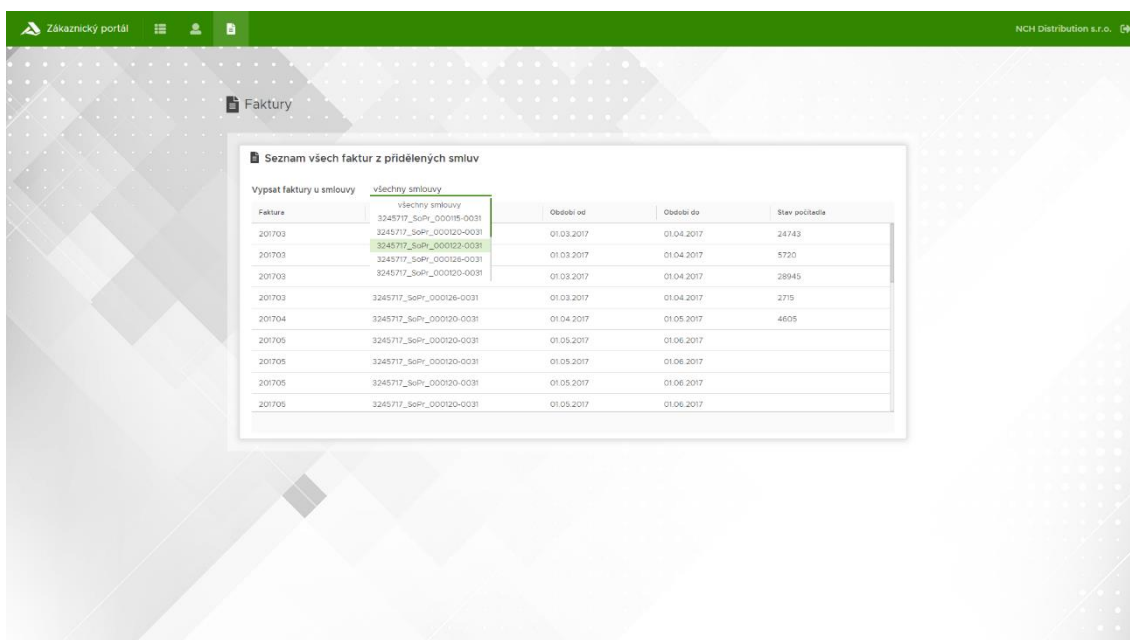 Zákaznický portál
NCH Distribution s.r.o.
Faktury
Seznam všech faktur z přidělených smluv
Vypsat faktury u smlouvy všechny smlouvy
všechny smlouvy
3245717_SoPr_000115-0031
3245717_SoPr_000120-0031
3245717_SoPr_000122-0031
3245717_SoPr_000126-0031
3245717_SoPr_000120-0031
Faktura Období od Období do Stav počítadla
201703 01.03.2017 01.04.2017 24743
201703 01.03.2017 01.04.2017 5720
201703 01.03.2017 01.04.2017 28945
201703 3245717_SoPr_000126-0031 01.03.2017 01.04.2017 2715
201704 3245717_SoPr_000120-0031 01.04.2017 01.05.2017 4605
201705 3245717_SoPr_000120-0031 01.05.2017 01.06.2017
201705 3245717_SoPr_000120-0031 01.05.2017 01.06.2017
201705 3245717_SoPr_000120-0031 01.05.2017 01.06.2017
201705 3245717_SoPr_000120-0031 01.05.2017 01.06.2017